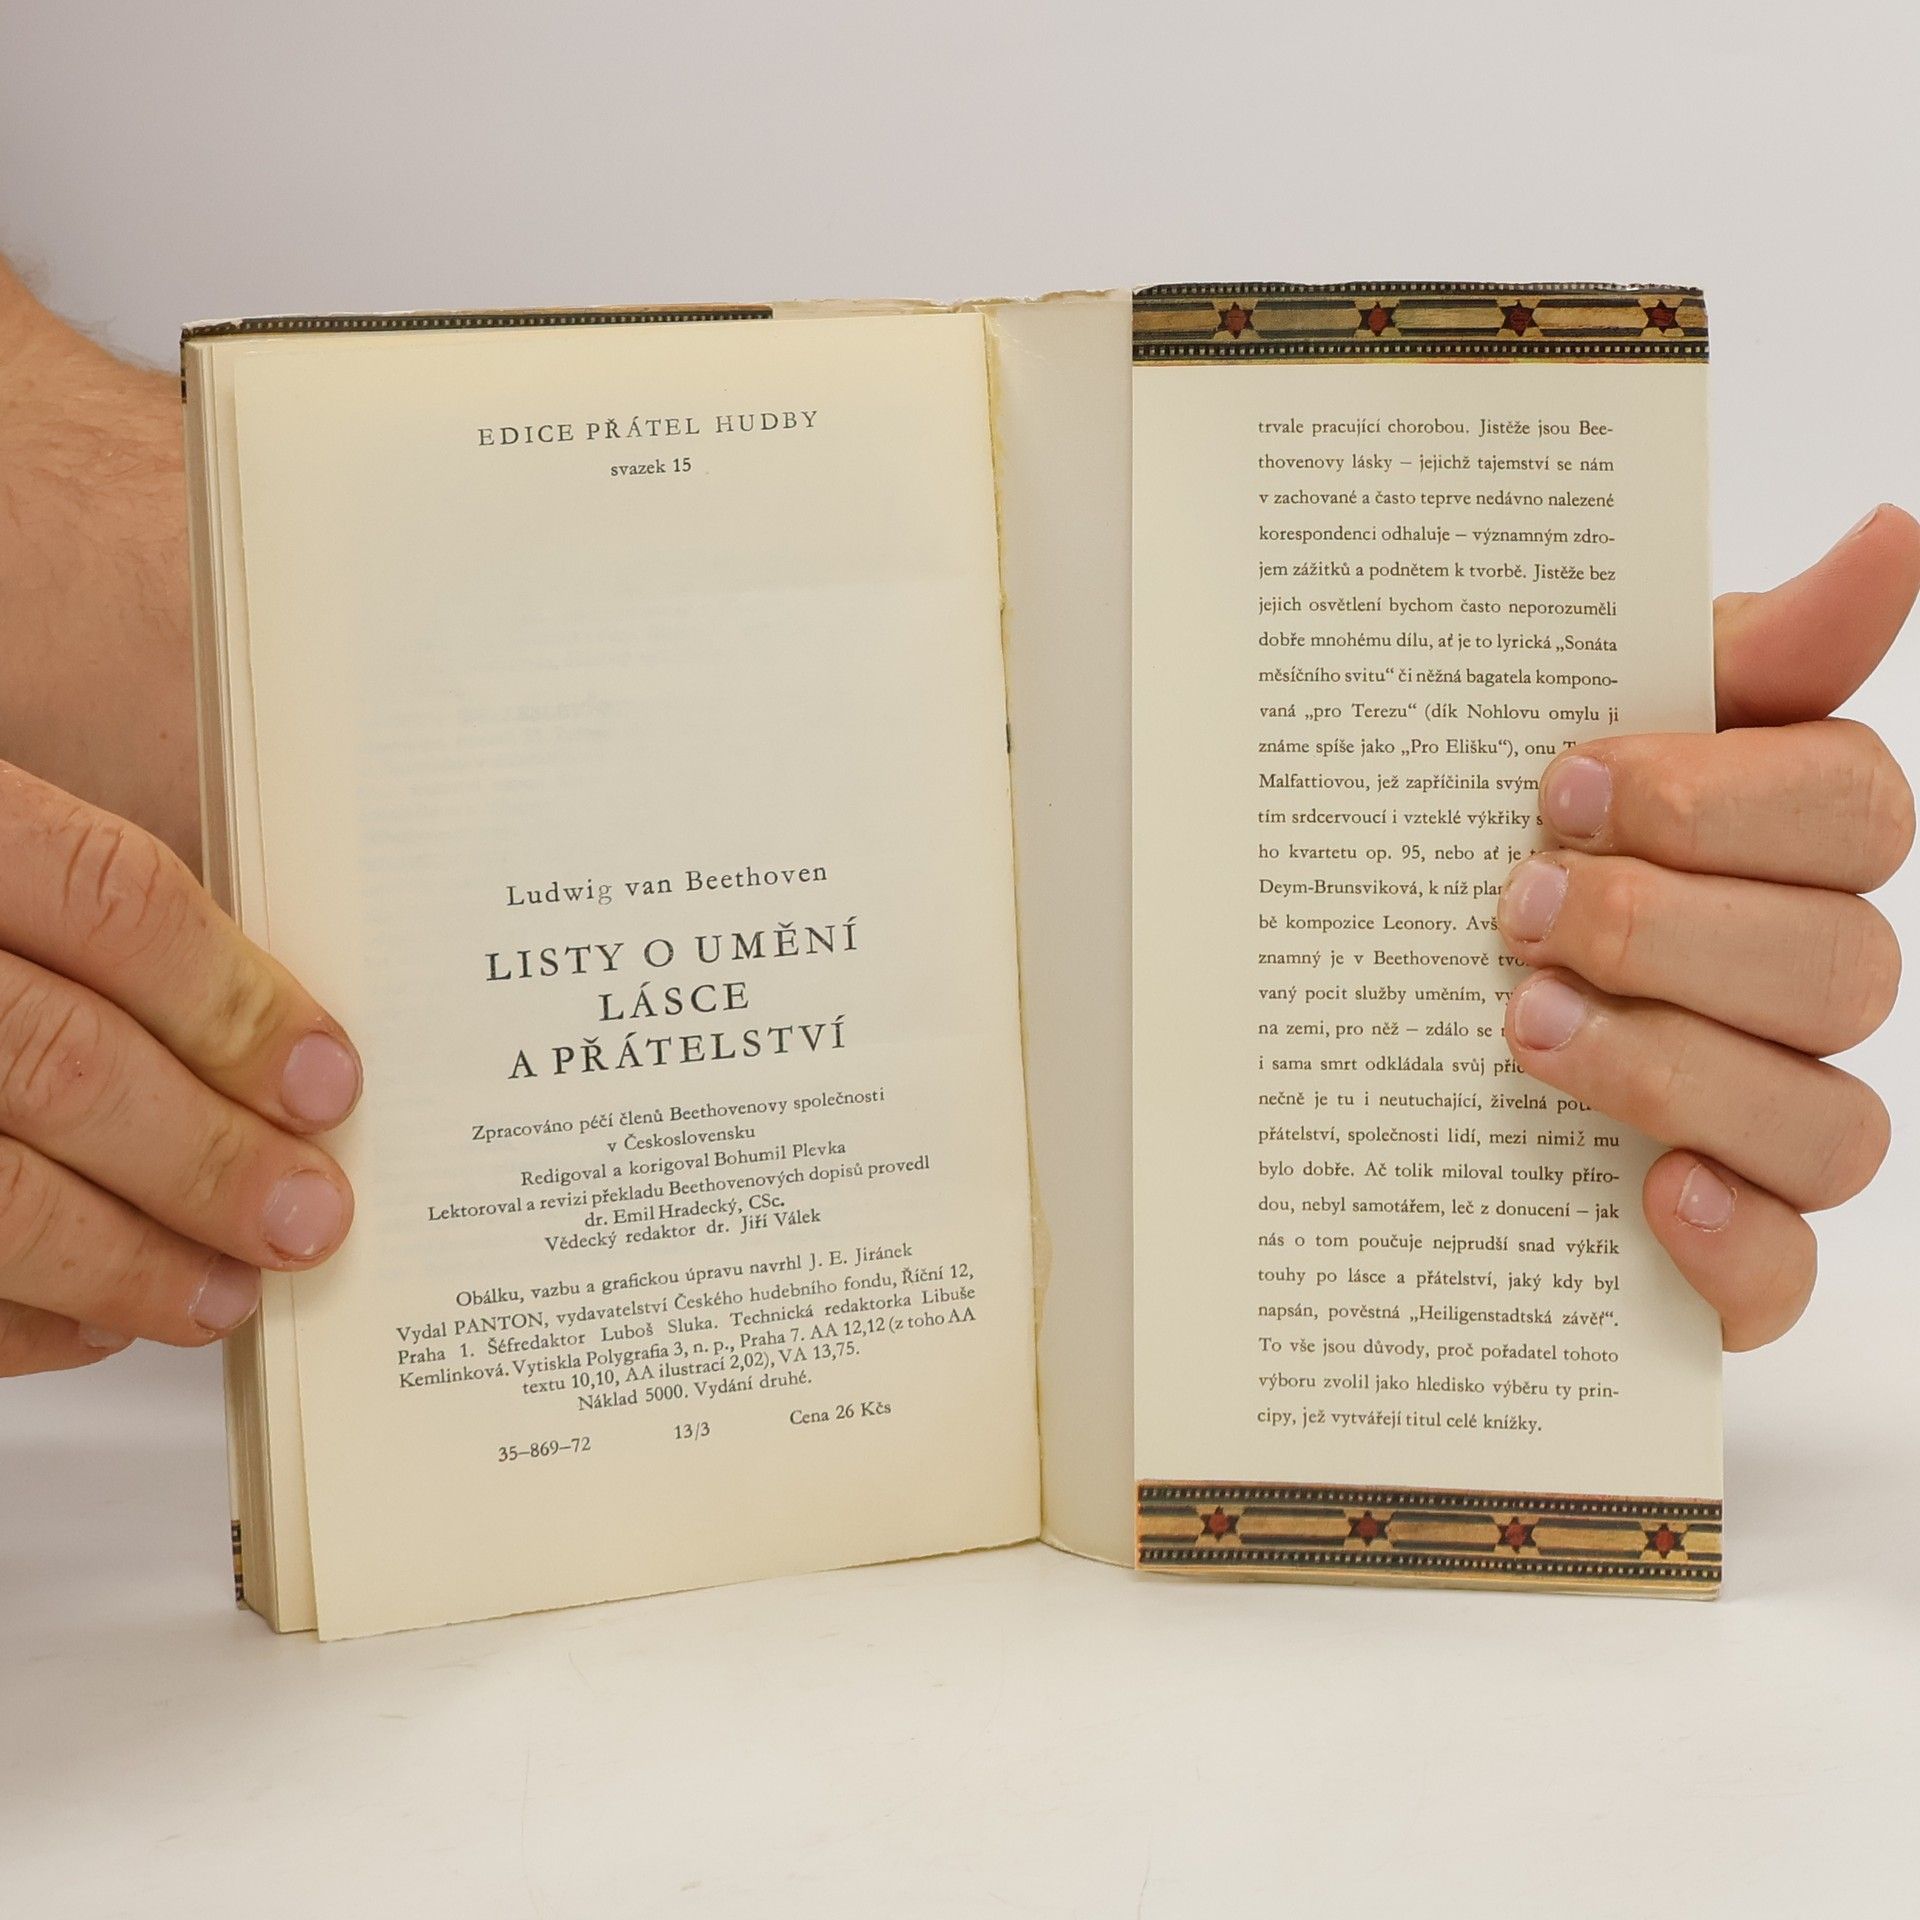 EDICE PŘÁTEL HUDBY
svazek 15
Ludwig van Beethoven
LISTY O UMĚNÍ
LÁSCE
A PŘÁTELSTVÍ
Zpracováno péčí členů Beethovenovy společnosti
v Československu
Redigoval a korigoval Bohumil Plevka
Lektoroval a revizi překladu Beethovenových dopisů provedl
dr. Emil Hradecký, CSc.
Vědecký redaktor dr. Jiří Válek
Obálku, vazbu a grafickou úpravu navrhl J. E. Jiránek
Vydal PANTON, vydavatelství Českého hudebního fondu, Říční 12,
Praha 1. Šéfredaktor Luboš Sluka. Technická redaktorka Libuše
Kemlinková. Vytiskla Polygrafia 3, n. p., Praha 7. AA 12,12 (z toho AA
textu 10,10, AA ilustrací 2,02), VA 13,75.
Náklad 5000. Vydání druhé.
35–869–72 13/3 Cena 26 Kčs
trvale pracující chorobou. Jistěže jsou Bee-
thovenovy lásky – jejichž tajemství se nám
v zachované a často teprve nedávno nalezené
korespondenci odhaluje – významným zdro-
jem zážitků a podnětem k tvorbě. Jistěže bez
jejich osvětlení bychom často neporozuměli
dobře mnohému dílu, ať je to lyrická „Sonáta
měsíčního svitu“ či něžná bagatela kompono-
vaná „pro Terezu“ (dík Nohlovu omylu ji
známe spíše jako „Pro Elišku“), onu
Malfattiovou, jež zapříčinila svým
tím srdcervoucí i vzteklé výkřiky
ho kvartetu op. 95, nebo ať je
Deym-Brunsviková, k níž
bě kompozice Leonory.
znamný je v Beethovenově
vaný pocit služby uměním,
na zemi, pro něž – zdálo se
i sama smrt odkládala svůj
nečně je tu i neutuchající, živelná
přátelství, společnosti lidí, mezi nimiž mu
bylo dobře. Ač tolik miloval toulky příro-
dou, nebyl samotářem, leč z donucení – jak
nás o tom poučuje nejprudší snad výkřik
touhy po lásce a přátelství, jaký kdy byl
napsán, pověstná „Heiligenstadtská závěť“.
To vše jsou důvody, proč pořadatel tohoto
výboru zvolil jako hledisko výběru ty prin-
cipy, jež vytvářejí titul celé knížky.